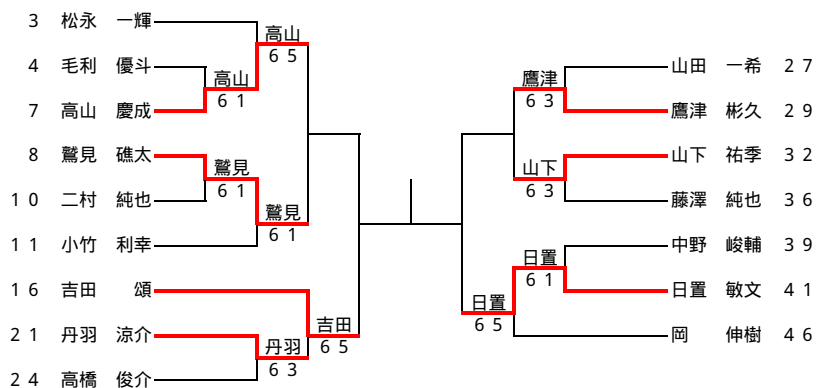 3 松永 一輝
高山
6 5
4 毛利 優斗
高山
6 1
7 高山 慶成
8 鷲見 礁太
鷲見
6 1
10 二村 純也
鷲見
6 1
11 小竹 利幸
16 吉田 頌
吉田
6 5
21 丹羽 涼介
丹羽
6 3
24 高橋 俊介
山田 一希 27
鷹津
6 3
鷹津 彬久 29
山下 祐季 32
山下
6 3
藤澤 純也 36
中野 峻輔 39
日置
6 1
日置 敏文 41
日置
6 5
岡 伸樹 46